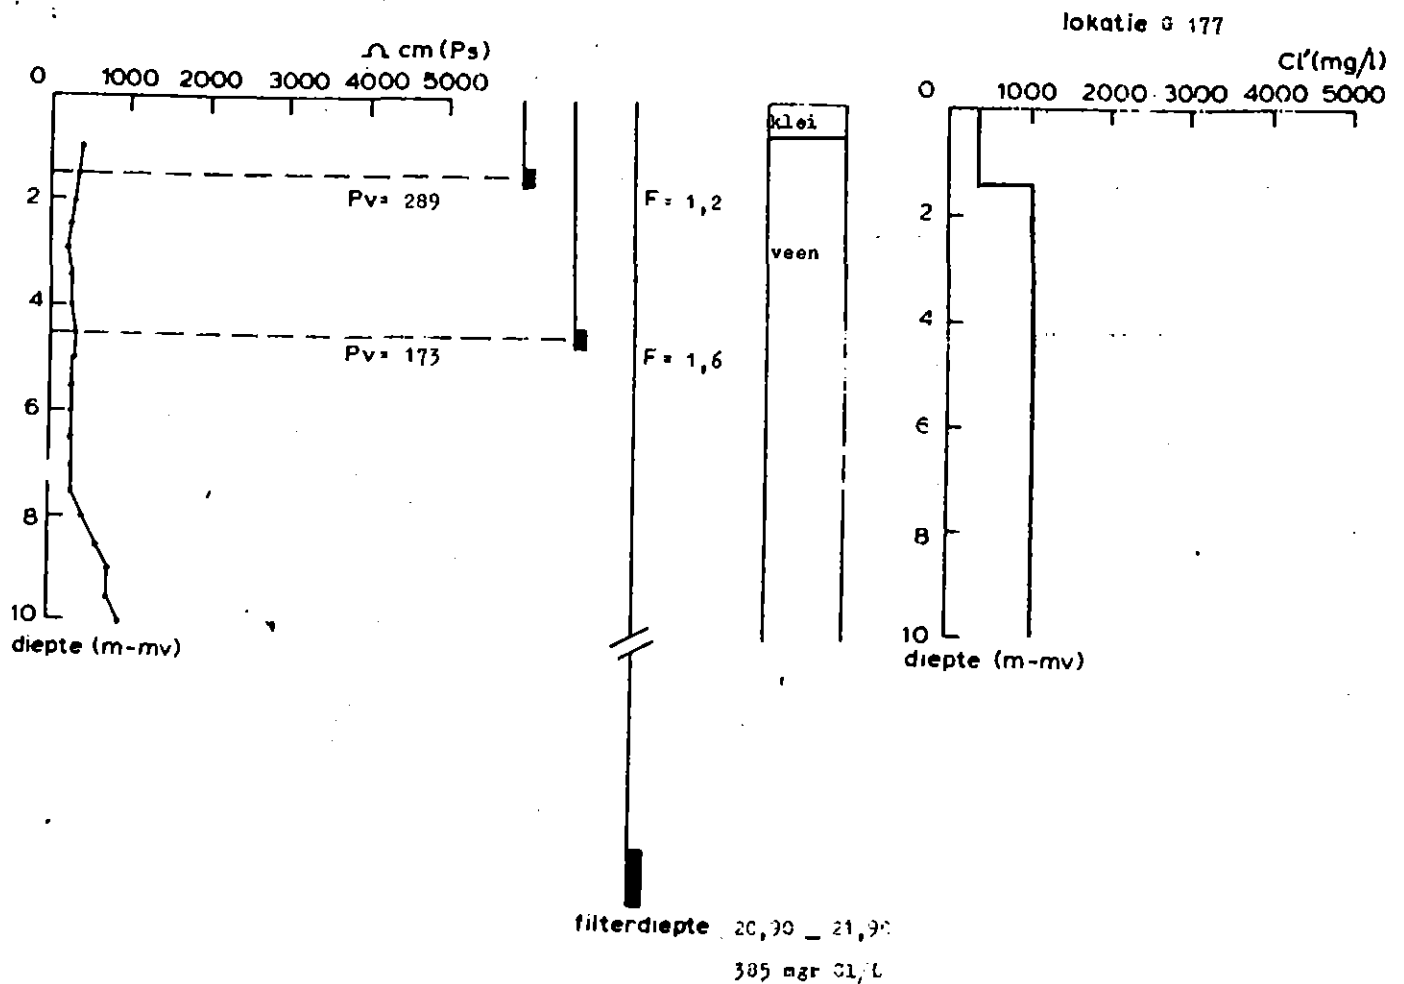 lokatie G 177
Ω cm (Ps)
0 1000 2000 3000 4000 5000
2
4
6
8
10
diepte (m-mv)
Pv= 289
Pv= 173
F = 1,2
F = 1,6
klei
veen
Cl'(mg/l)
0 1000 2000 3000 4000 5000
2
4
6
8
10
diepte (m-mv)
filterdiepte 20,90 _ 21,90
385 mgr Cl/L